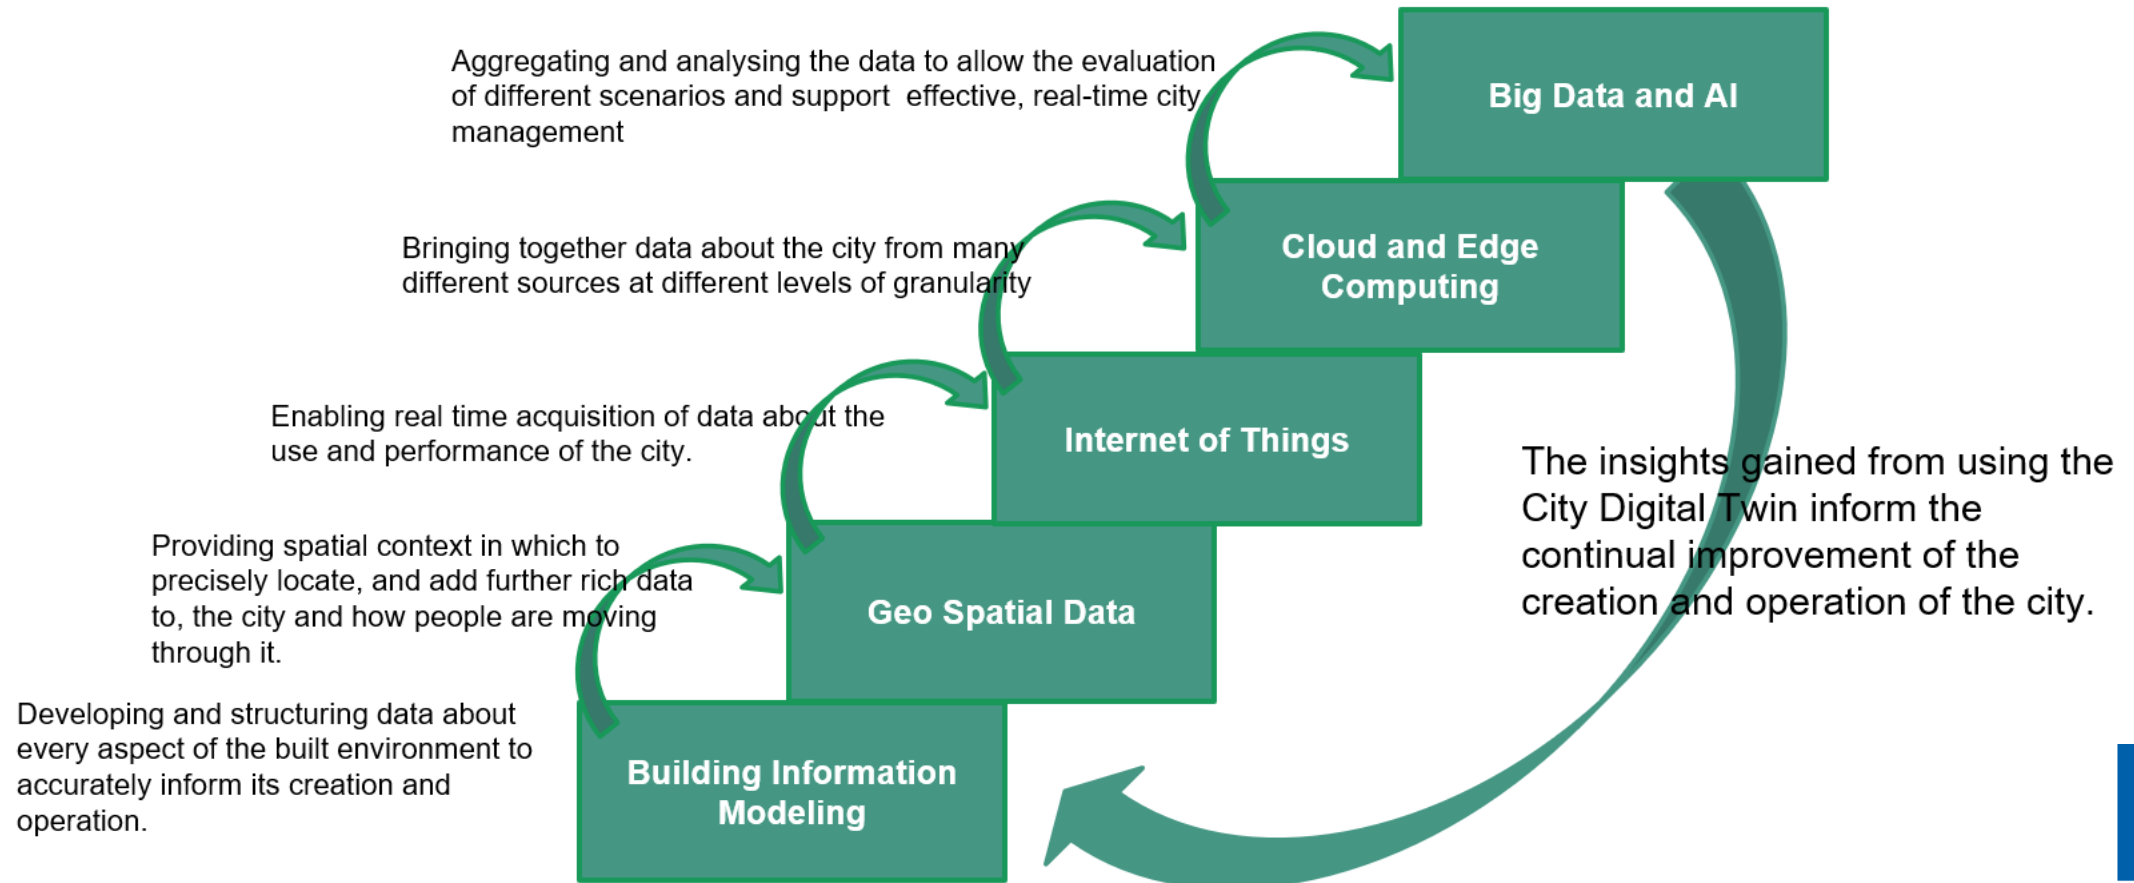 Aggregating and analysing the data to allow the evaluation
of different scenarios and support  effective, real-time city
management
Big Data and AI
Bringing together data about the city from many
different sources at different levels of granularity
Cloud and Edge
Computing
Enabling real time acquisition of data about the
use and performance of the city.
Internet of Things
The insights gained from using the
City Digital Twin inform the
continual improvement of the
creation and operation of the city.
Providing spatial context in which to
precisely locate, and add further rich data
to, the city and how people are moving
through it.
Geo Spatial Data
Developing and structuring data about
every aspect of the built environment to
accurately inform its creation and
operation.
Building Information
Modeling